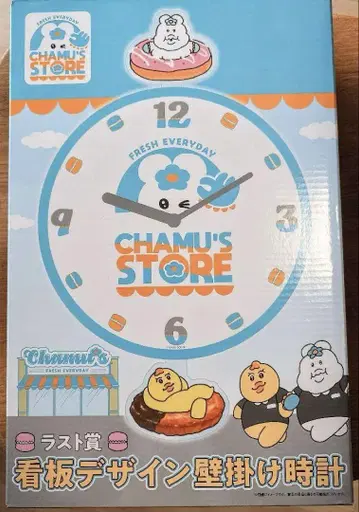 FRESH EVERYDAY
CHAMU'S
STORE
12
FRESH EVERYDAY
9
3
CHAMU'S
STORE
6
Chamu's
FRESH EVERYDAY
ラスト賞
看板デザイン壁掛け時計